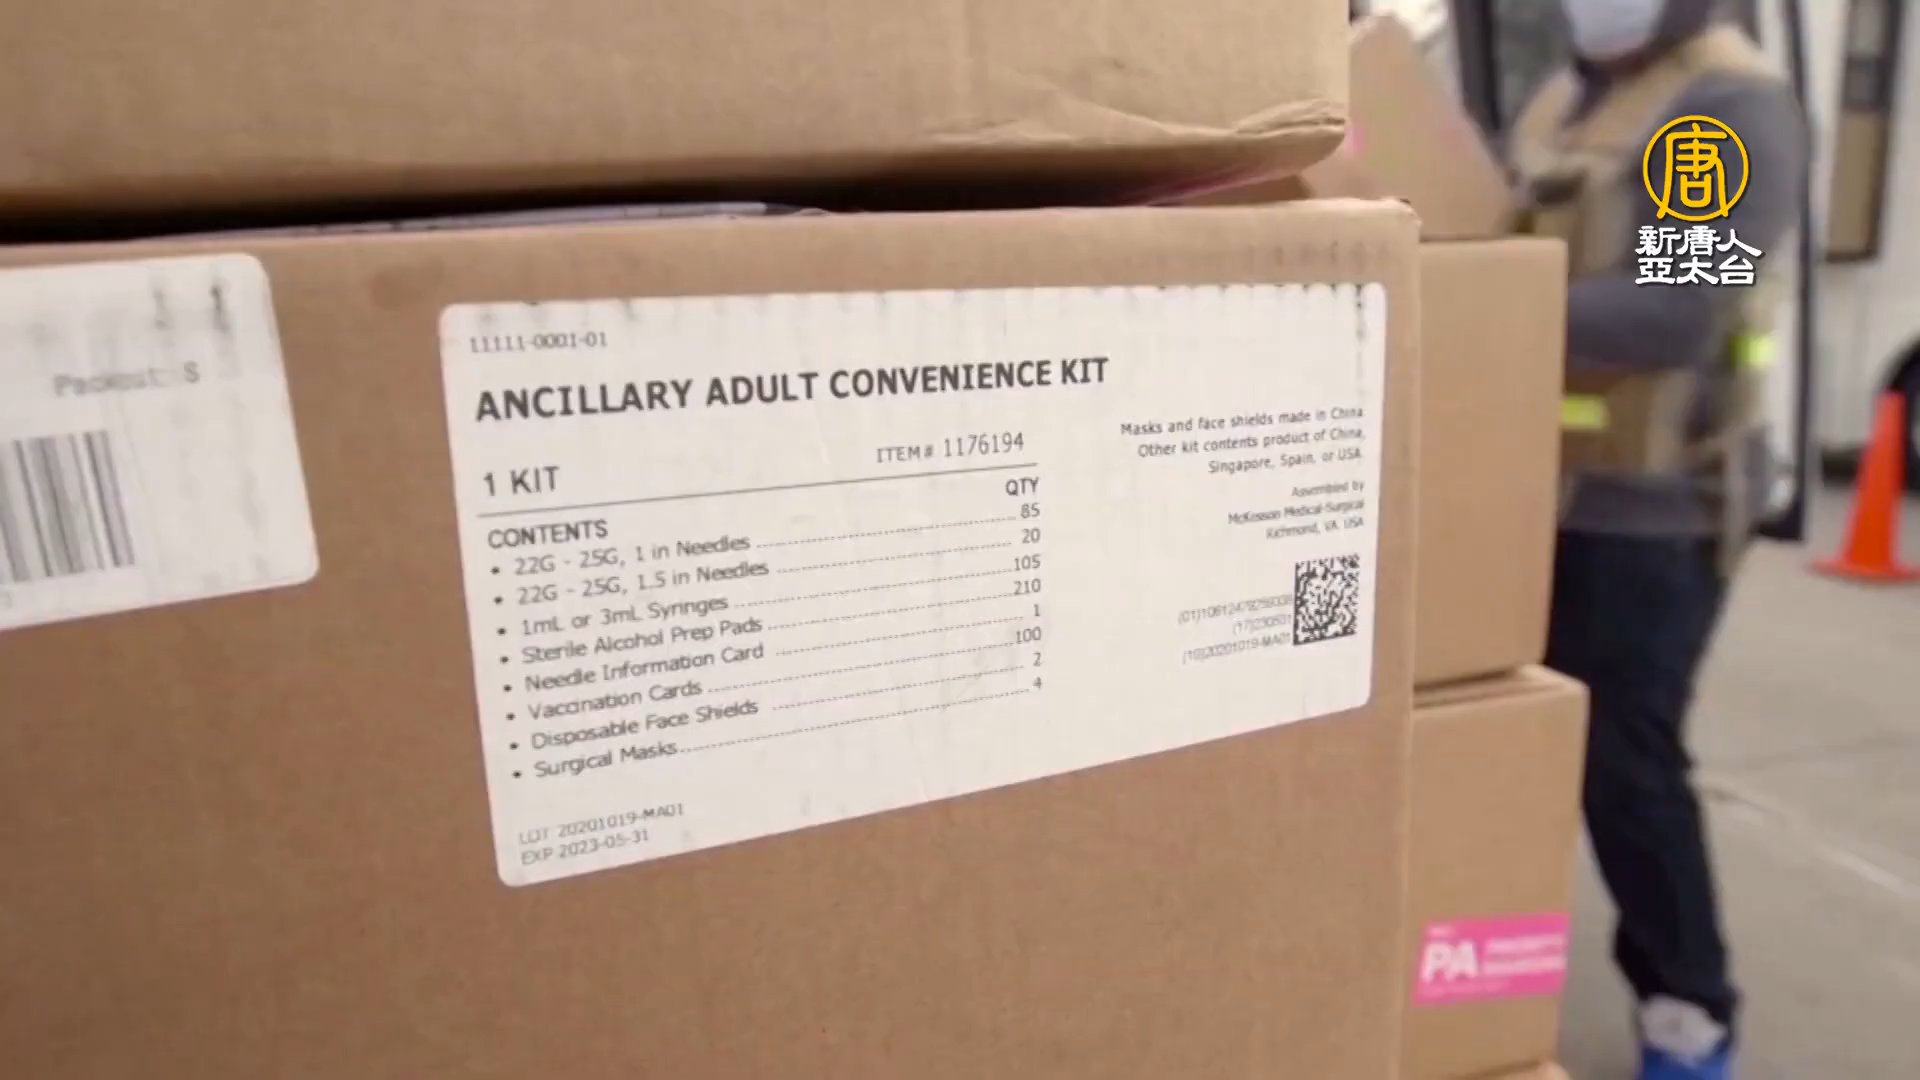 唐
新唐人
亞太台
Packout S
11111-0001-01
ANCILLARY ADULT CONVENIENCE KIT
1 KIT
ITEM# 1176194
CONTENTS QTY
• 22G - 25G, 1 in Needles 85
• 22G - 25G, 1.5 in Needles 20
• 1mL or 3mL Syringes 105
• Sterile Alcohol Prep Pads 210
• Needle Information Card 1
• Vaccination Cards 100
• Disposable Face Shields 2
• Surgical Masks 4
LOT 20201019-MA01
EXP 2023-05-31
Masks and face shields made in China
Other kit contents product of China,
Singapore, Spain, or USA.
Assembled by
McKesson Medical-Surgical
Richmond, VA. USA
(17)230531
(10)20201019-MA01
PA